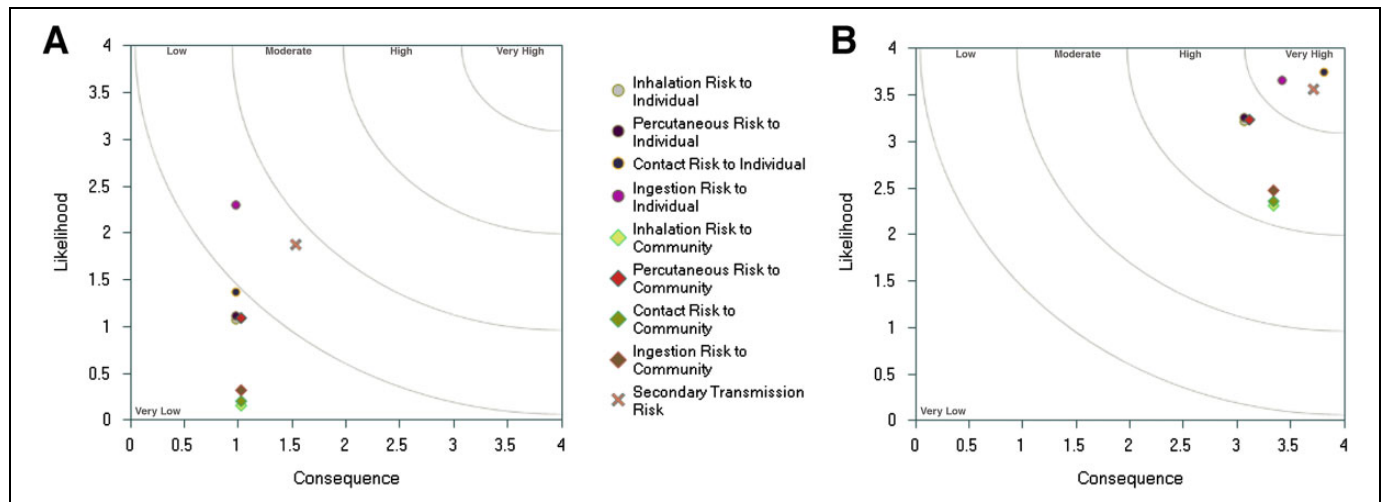 A
Low
Moderate
High
Very High
4
3.5
3
2.5
2
1.5
1
0.5
0
Likelihood
Very Low
0
0.5
1
1.5
2
2.5
3
3.5
4
Consequence
Inhalation Risk to
Individual
Percutaneous Risk to
Individual
Contact Risk to Individual
Ingestion Risk to
Individual
Inhalation Risk to
Community
Percutaneous Risk to
Community
Contact Risk to
Community
Ingestion Risk to
Community
Secondary Transmission
Risk
B
Low
Moderate
High
Very High
4
3.5
3
2.5
2
1.5
1
0.5
0
Likelihood
Very Low
0
0.5
1
1.5
2
2.5
3
3.5
4
Consequence